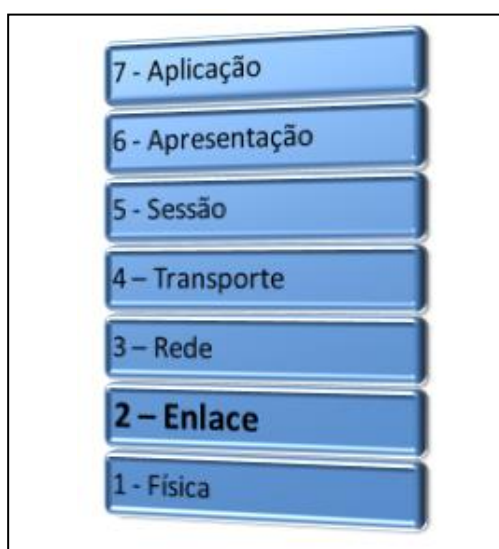 7 - Aplicação
6 - Apresentação
5 - Sessão
4 – Transporte
3 – Rede
2 – Enlace
1 - Física